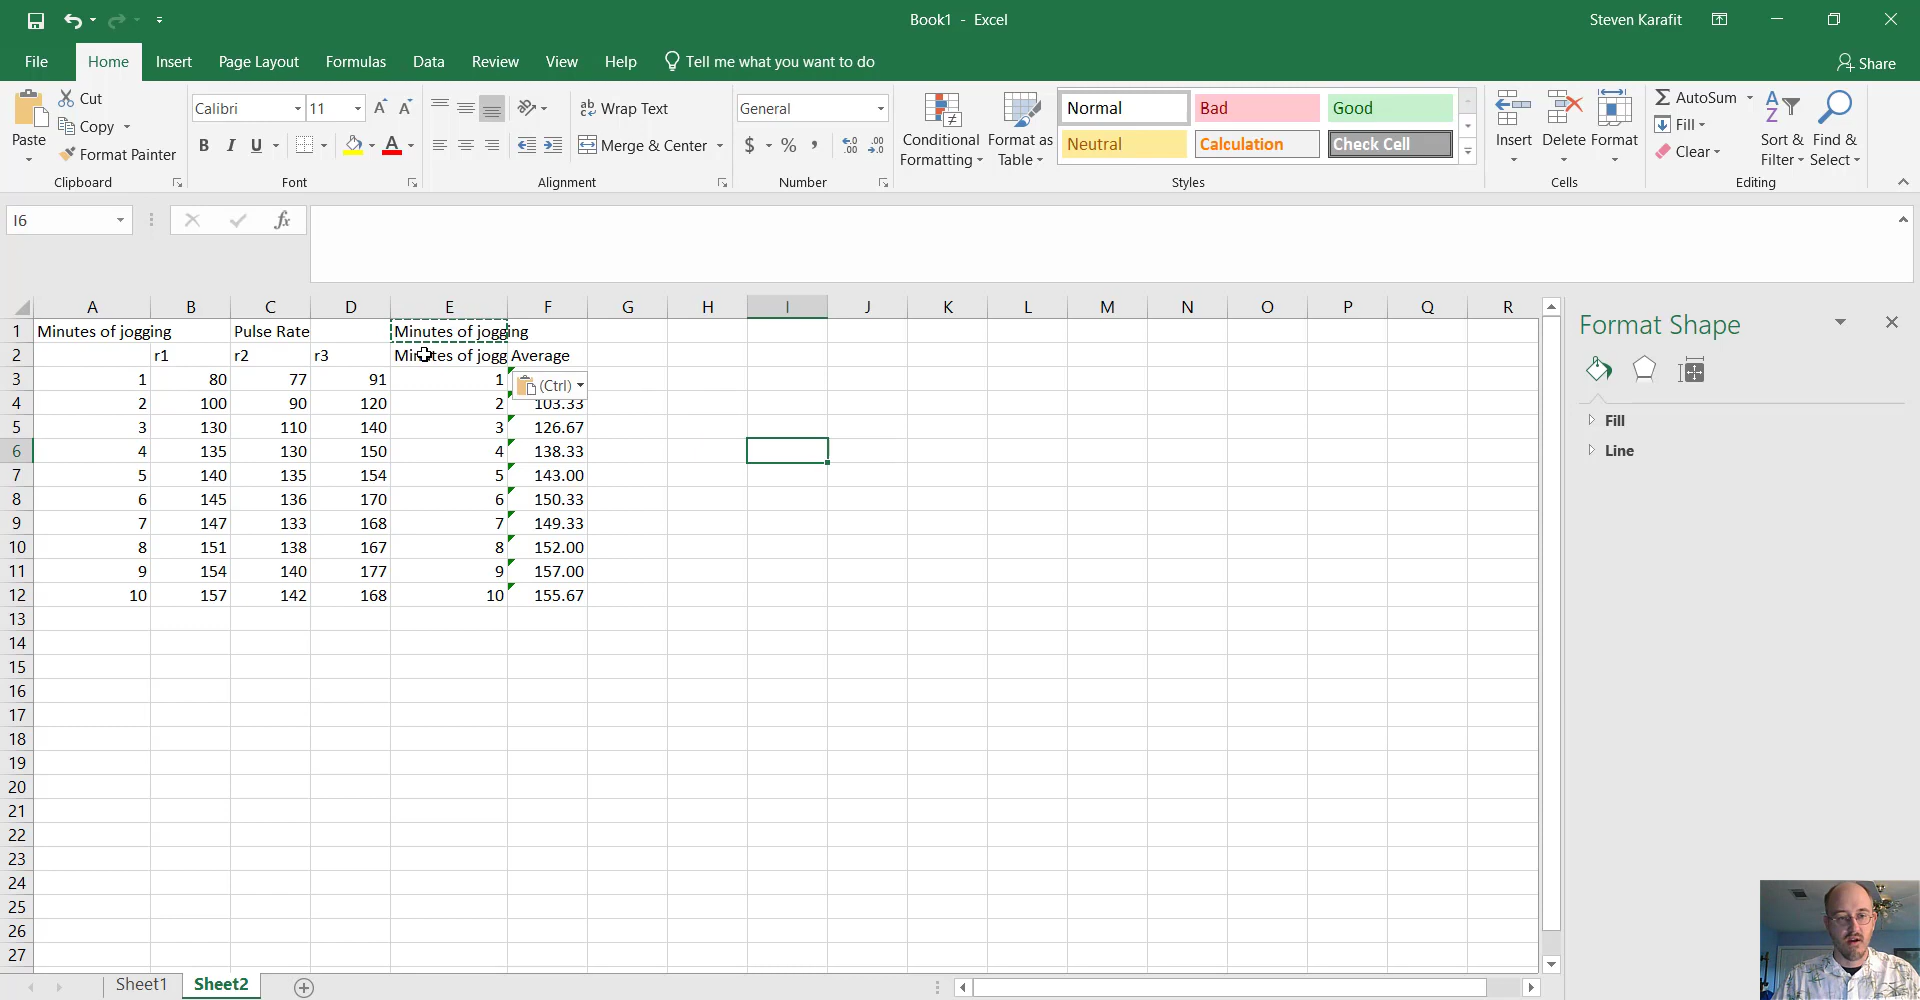 Book1 - Excel
Steven Karafit
File Home Insert Page Layout Formulas Data Review View Help Tell me what you want to do
Share
Paste
Cut
Copy
Format Painter
Clipboard
Calibri 11
B I U
Font
Wrap Text
Merge & Center
Alignment
General
$ % ,
Number
Conditional Formatting
Format as Table
Normal Bad Good
Neutral Calculation Check Cell
Styles
Insert Delete Format
Cells
AutoSum
Fill
Clear
Sort & Filter
Find & Select
Editing
I6
fx
A B C D E F G H I J K L M N O P Q R
1 Minutes of jogging Pulse Rate Minutes of jogging
2 r1 r2 r3 Minutes of jogg Average
3 1 80 77 91 1 (Ctrl)
4 2 100 90 120 2 103.33
5 3 130 110 140 3 126.67
6 4 135 130 150 4 138.33
7 5 140 135 154 5 143.00
8 6 145 136 170 6 150.33
9 7 147 133 168 7 149.33
10 8 151 138 167 8 152.00
11 9 154 140 177 9 157.00
12 10 157 142 168 10 155.67
13
14
15
16
17
18
19
20
21
22
23
24
25
26
27
Format Shape
Fill
Line
Sheet1 Sheet2